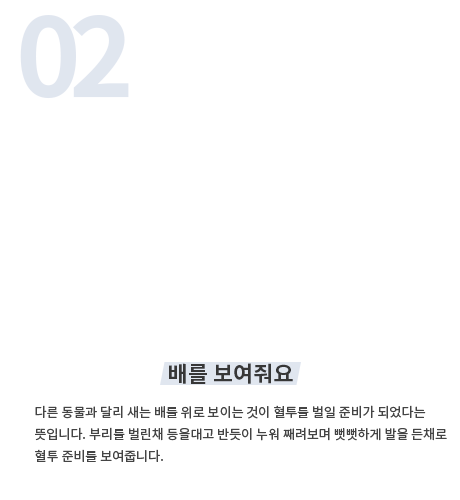 02
배를 보여줘요
다른 동물과 달리 새는 배를 위로 보이는 것이 혈투를 벌일 준비가 되었다는
뜻입니다. 부리를 벌린채 등을대고 반듯이 누워 째려보며 뻣뻣하게 발을 든채로
혈투 준비를 보여줍니다.